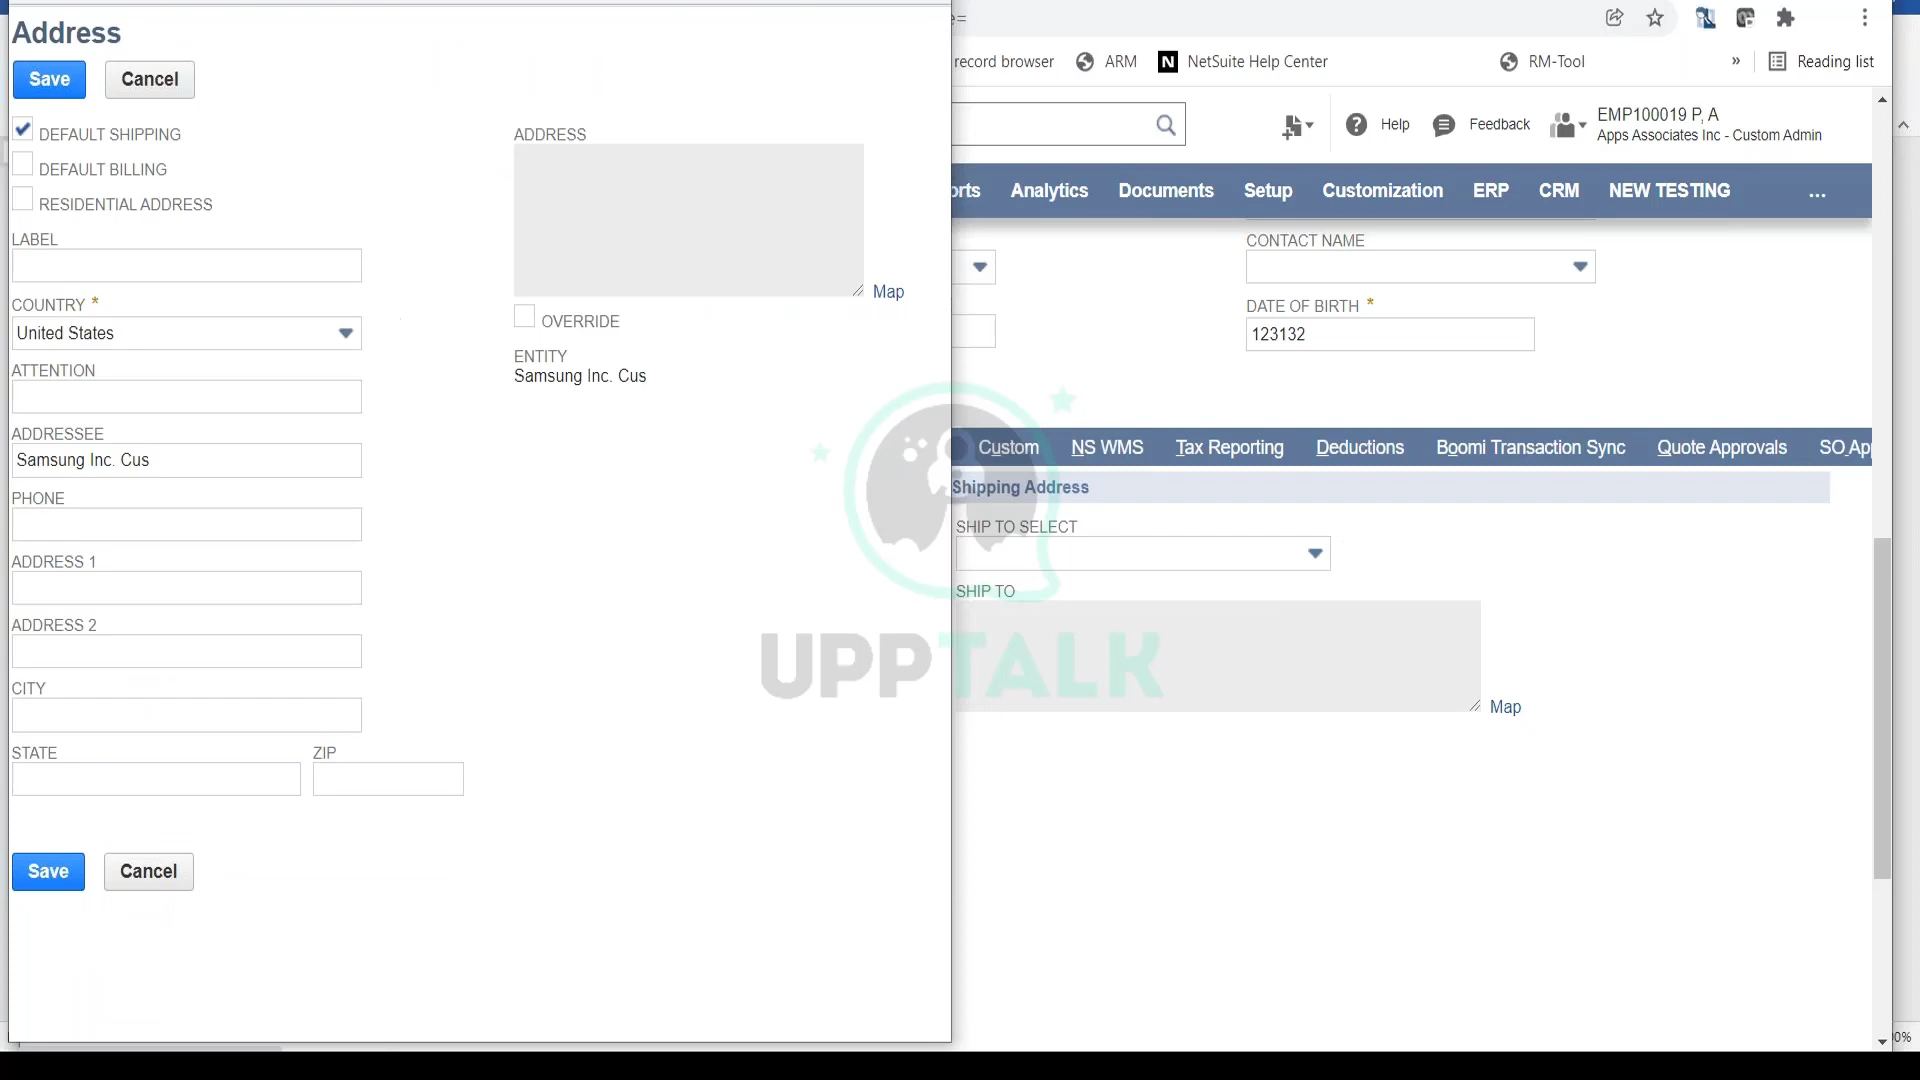 Address
Save Cancel
DEFAULT SHIPPING
DEFAULT BILLING
RESIDENTIAL ADDRESS
LABEL
COUNTRY *
United States
ATTENTION
ADDRESSEE
Samsung Inc. Cus
PHONE
ADDRESS 1
ADDRESS 2
CITY
STATE ZIP
Save Cancel
ADDRESS
Map
OVERRIDE
ENTITY
Samsung Inc. Cus
record browser ARM N NetSuite Help Center RM-Tool » Reading list
Help Feedback EMP100019 P, A
Apps Associates Inc - Custom Admin
orts Analytics Documents Setup Customization ERP CRM NEW TESTING ...
CONTACT NAME
DATE OF BIRTH *
123132
Custom NS WMS Tax Reporting Deductions Boomi Transaction Sync Quote Approvals SO App
Shipping Address
SHIP TO SELECT
SHIP TO
Map
UPPTALK